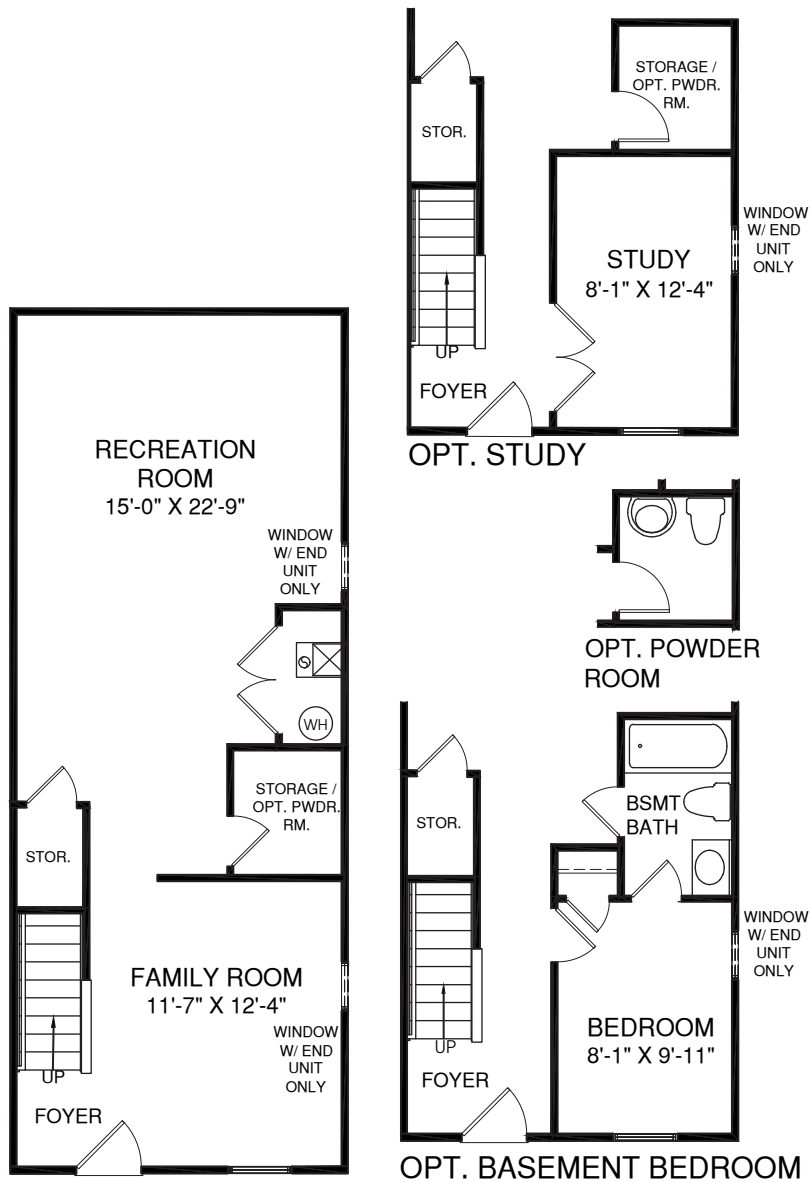 RECREATION
ROOM
15'-0" X 22'-9"
WINDOW
W/ END
UNIT
ONLY
WH
STORAGE /
OPT. PWDR.
RM.
STOR.
FAMILY ROOM
11'-7" X 12'-4"
WINDOW
W/ END
UNIT
ONLY
UP
FOYER
STORAGE /
OPT. PWDR.
RM.
STOR.
WINDOW
W/ END
UNIT
ONLY
STUDY
8'-1" X 12'-4"
UP
FOYER
OPT. STUDY
OPT. POWDER
ROOM
BSMT
BATH
STOR.
WINDOW
W/ END
UNIT
ONLY
BEDROOM
8'-1" X 9'-11"
UP
FOYER
OPT. BASEMENT BEDROOM